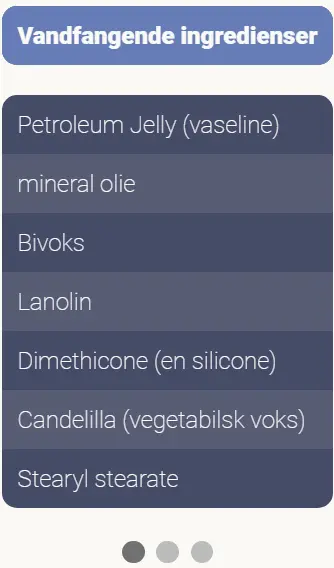 Vandfangende ingredienser
Petroleum Jelly (vaseline)
mineral olie
Bivoks
Lanolin
Dimethicone (en silicone)
Candelilla (vegetabilsk voks)
Stearyl stearate